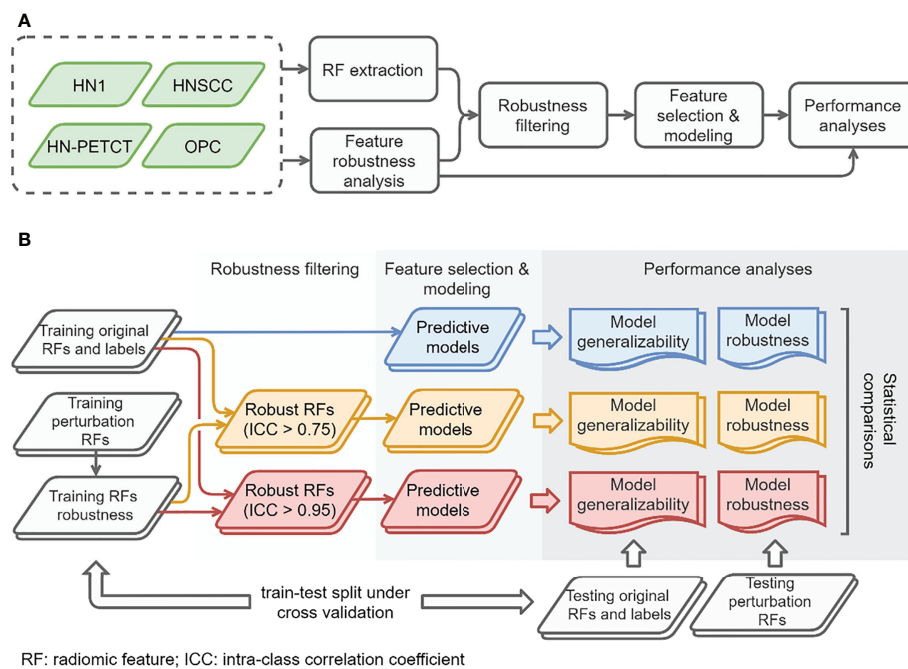 A
HN1
HNSCC
HN-PETCT
OPC
RF extraction
Feature
robustness
analysis
Robustness
filtering
Feature
selection &
modeling
Performance
analyses
B
Robustness filtering
Feature selection &
modeling
Performance analyses
Training original
RFs and labels
Training
perturbation
RFs
Training RFs
robustness
Robust RFs
(ICC > 0.75)
Robust RFs
(ICC > 0.95)
Predictive
models
Predictive
models
Predictive
models
Model
generalizability
Model
robustness
Model
generalizability
Model
robustness
Model
generalizability
Model
robustness
Statistical
comparisons
train-test split under
cross validation
Testing original
RFs and labels
Testing
perturbation
RFs
RF: radiomic feature; ICC: intra-class correlation coefficient